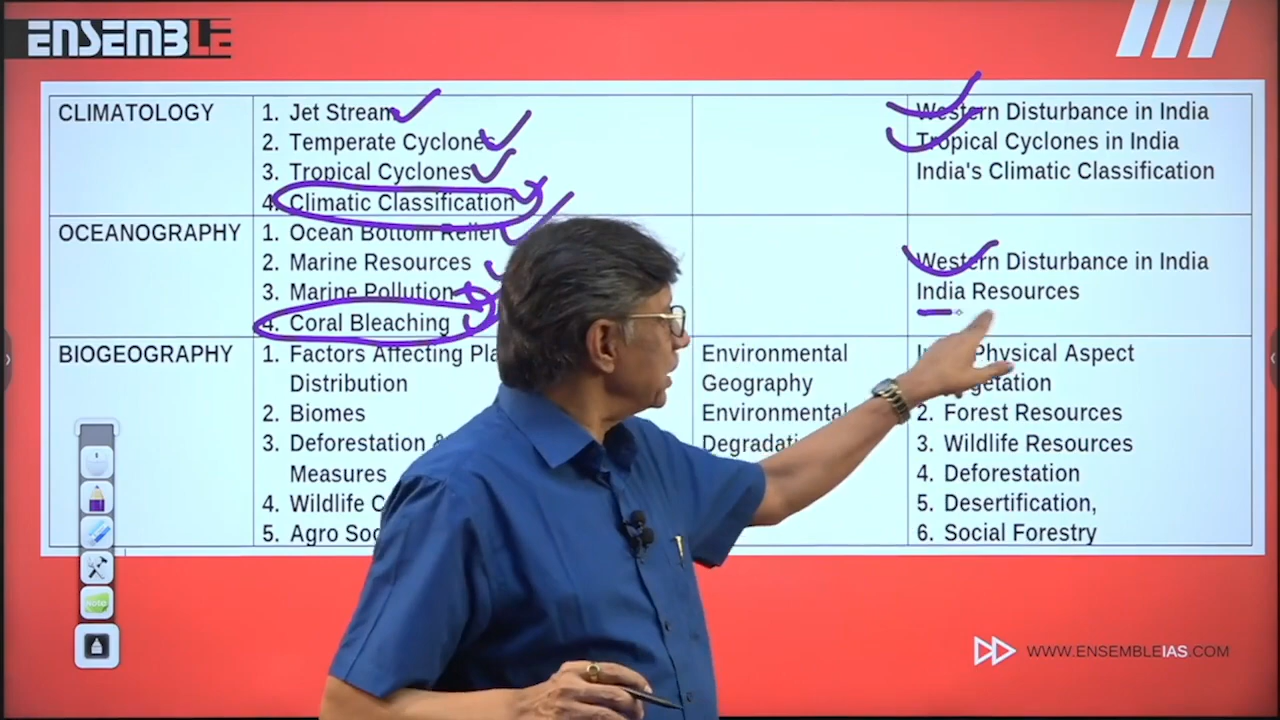 ENSEMBLE
CLIMATOLOGY
1. Jet Stream
2. Temperate Cyclones
3. Tropical Cyclones
4. Climatic Classification
Western Disturbance in India
Tropical Cyclones in India
India's Climatic Classification
OCEANOGRAPHY
1. Ocean Bottom Relief
2. Marine Resources
3. Marine Pollution
4. Coral Bleaching
Western Disturbance in India
India Resources
BIOGEOGRAPHY
1. Factors Affecting
Distribution
2. Biomes
3. Deforestation &
Measures
4. Wildlife
5. Agro
Environmental
Geography
Environmental
Physical Aspect
2. Forest Resources
3. Wildlife Resources
4. Deforestation
5. Desertification,
6. Social Forestry
NOTO
WWW.ENSEMBLEIAS.COM